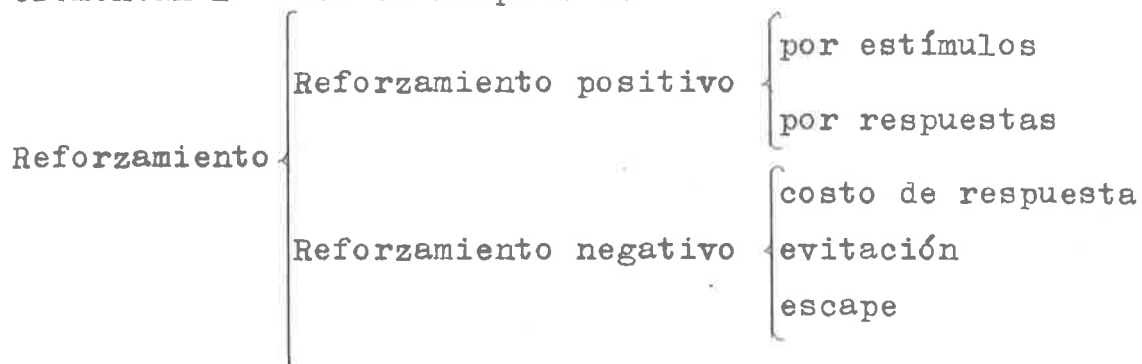 por estímulos
Reforzamiento positivo
por respuestas
Reforzamiento
costo de respuesta
Reforzamiento negativo
evitación
escape